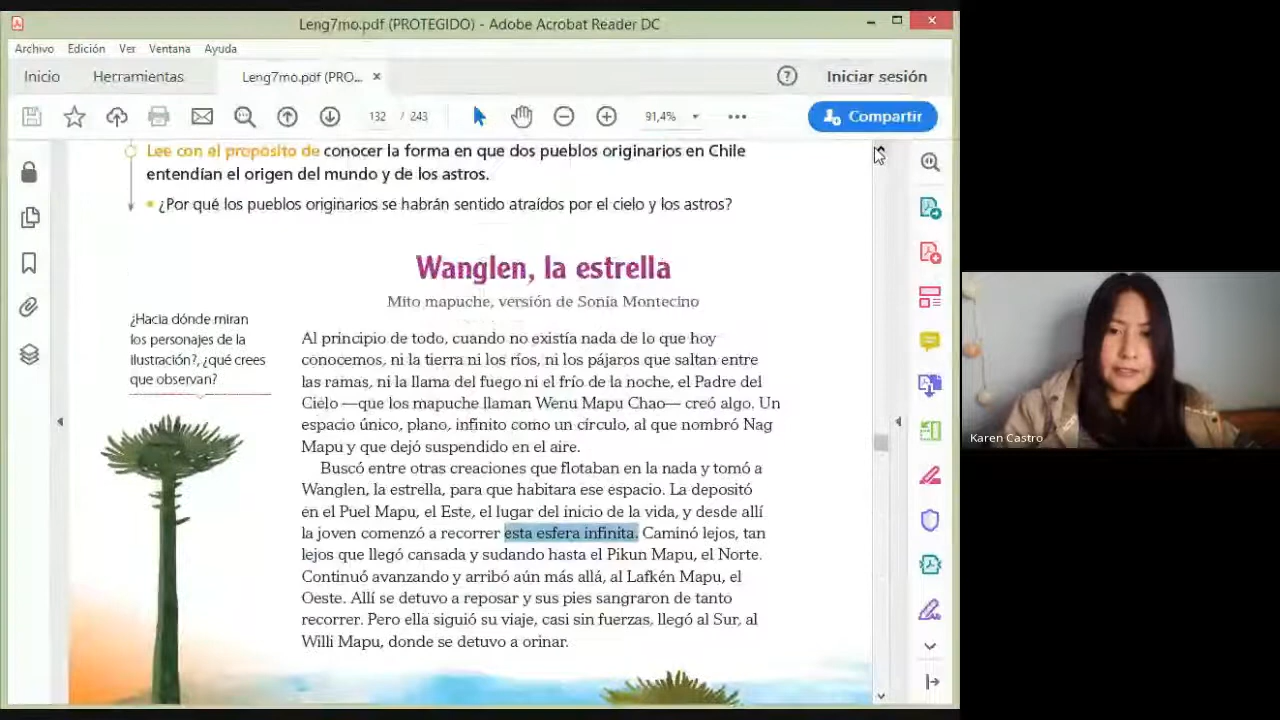 Leng7mo.pdf (PROTEGIDO) - Adobe Acrobat Reader DC
Archivo Edición Ver Ventana Ayuda
Inicio Herramientas Leng7mo.pdf (PRO... × Iniciar sesión
132 / 243 91,4% Compartir
Lee con el propósito de conocer la forma en que dos pueblos originarios en Chile
entendían el origen del mundo y de los astros.
• ¿Por qué los pueblos originarios se habrán sentido atraídos por el cielo y los astros?
Wanglen, la estrella
Mito mapuche, versión de Sonia Montecino
¿Hacia dónde miran
los personajes de la
ilustración?, ¿qué crees
que observan?
Al principio de todo, cuando no existía nada de lo que hoy
conocemos, ni la tierra ni los ríos, ni los pájaros que saltan entre
las ramas, ni la llama del fuego ni el frío de la noche, el Padre del
Cielo —que los mapuche llaman Wenu Mapu Chao— creó algo. Un
espacio único, plano, infinito como un círculo, al que nombró Nag
Mapu y que dejó suspendido en el aire.
Buscó entre otras creaciones que flotaban en la nada y tomó a
Wanglen, la estrella, para que habitara ese espacio. La depositó
en el Puel Mapu, el Este, el lugar del inicio de la vida, y desde allí
la joven comenzó a recorrer esta esfera infinita. Caminó lejos, tan
lejos que llegó cansada y sudando hasta el Pikun Mapu, el Norte.
Continuó avanzando y arribó aún más allá, al Lafkén Mapu, el
Oeste. Allí se detuvo a reposar y sus pies sangraron de tanto
recorrer. Pero ella siguió su viaje, casi sin fuerzas, llegó al Sur, al
Willi Mapu, donde se detuvo a orinar.
Karen Castro